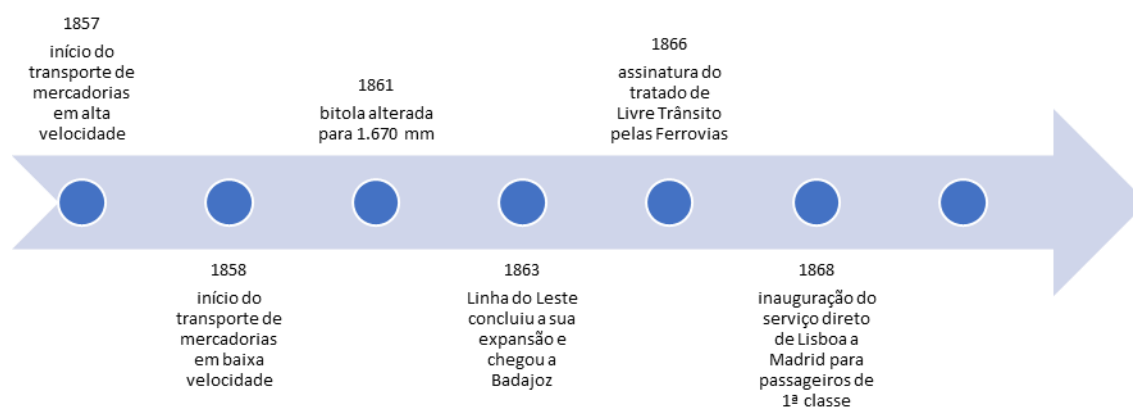 1857
início do
transporte de
mercadorias
em alta
velocidade
1858
início do
transporte de
mercadorias
em baixa
velocidade
1861
bitola alterada
para 1.670 mm
1863
Linha do Leste
concluiu a sua
expansão e
chegou a
Badajoz
1866
assinatura do
tratado de
Livre Trânsito
pelas Ferrovias
1868
inauguração do
serviço direto
de Lisboa a
Madrid para
passageiros de
1ª classe